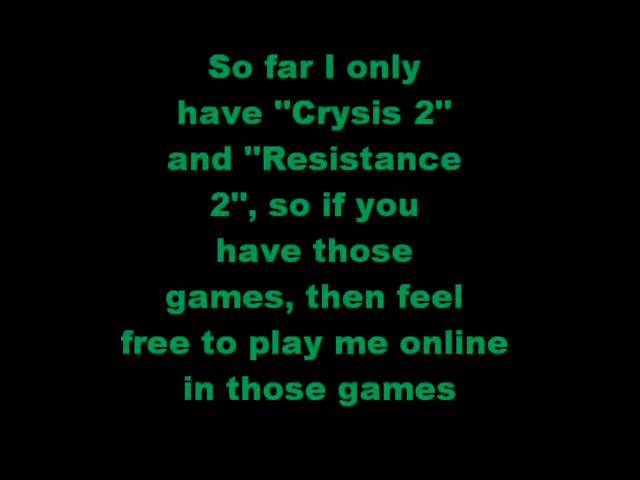 So far I only
have "Crysis 2"
and "Resistance
2", so if you
have those
games, then feel
free to play me online
in those games